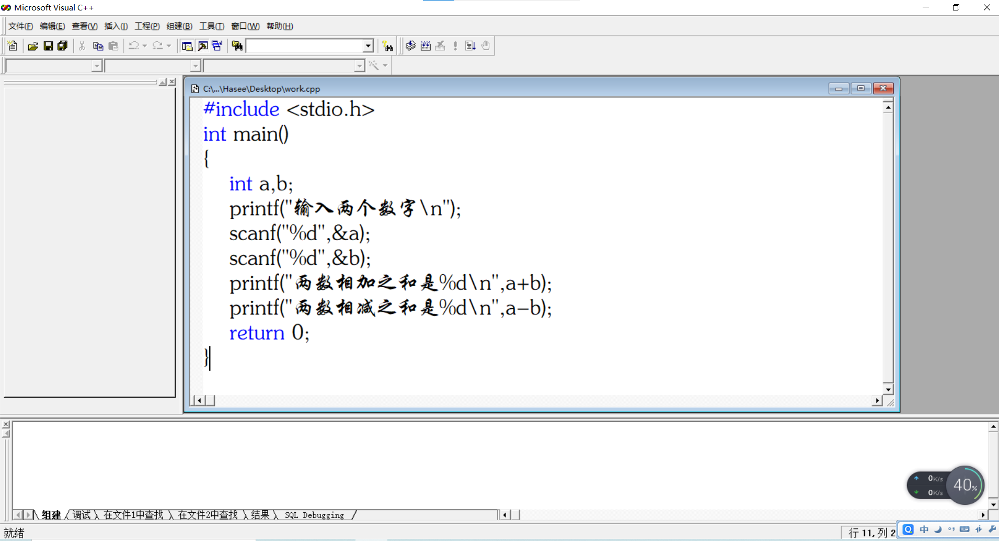 Microsoft Visual C++
文件(F) 编辑(E) 查看(V) 插入(I) 工程(P) 组建(B) 工具(T) 窗口(W) 帮助(H)
C:\...\Hasee\Desktop\work.cpp
#include <stdio.h>
int main()
{
int a,b;
printf("输入两个数字\n");
scanf("%d",&a);
scanf("%d",&b);
printf("两数相加之和是%d\n",a+b);
printf("两数相减之和是%d\n",a-b);
return 0;
}
0K/s
40%
0K/s
组建 调试 在文件1中查找 在文件2中查找 结果 SQL Debugging
就绪
行 11, 列 2
中